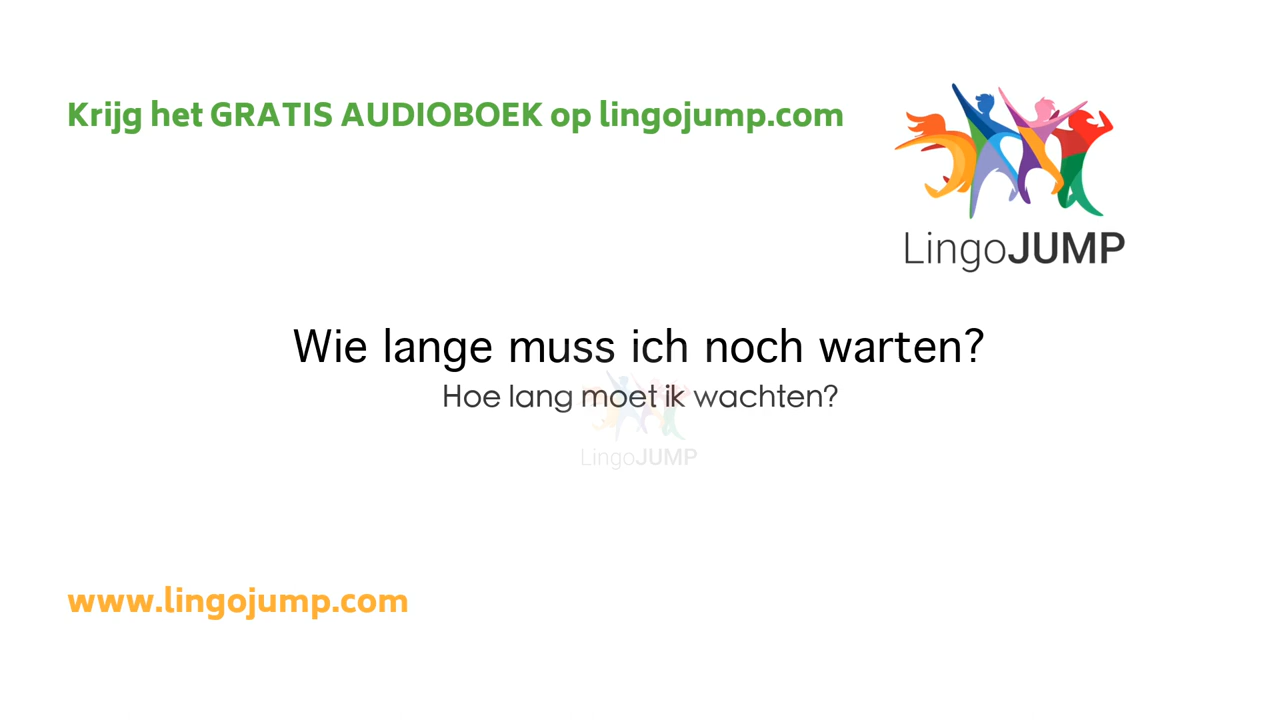 Krijg het GRATIS AUDIOBOEK op lingojump.com
LingoJUMP
Wie lange muss ich noch warten?
Hoe lang moet ik wachten?
LingoJUMP
www.lingojump.com